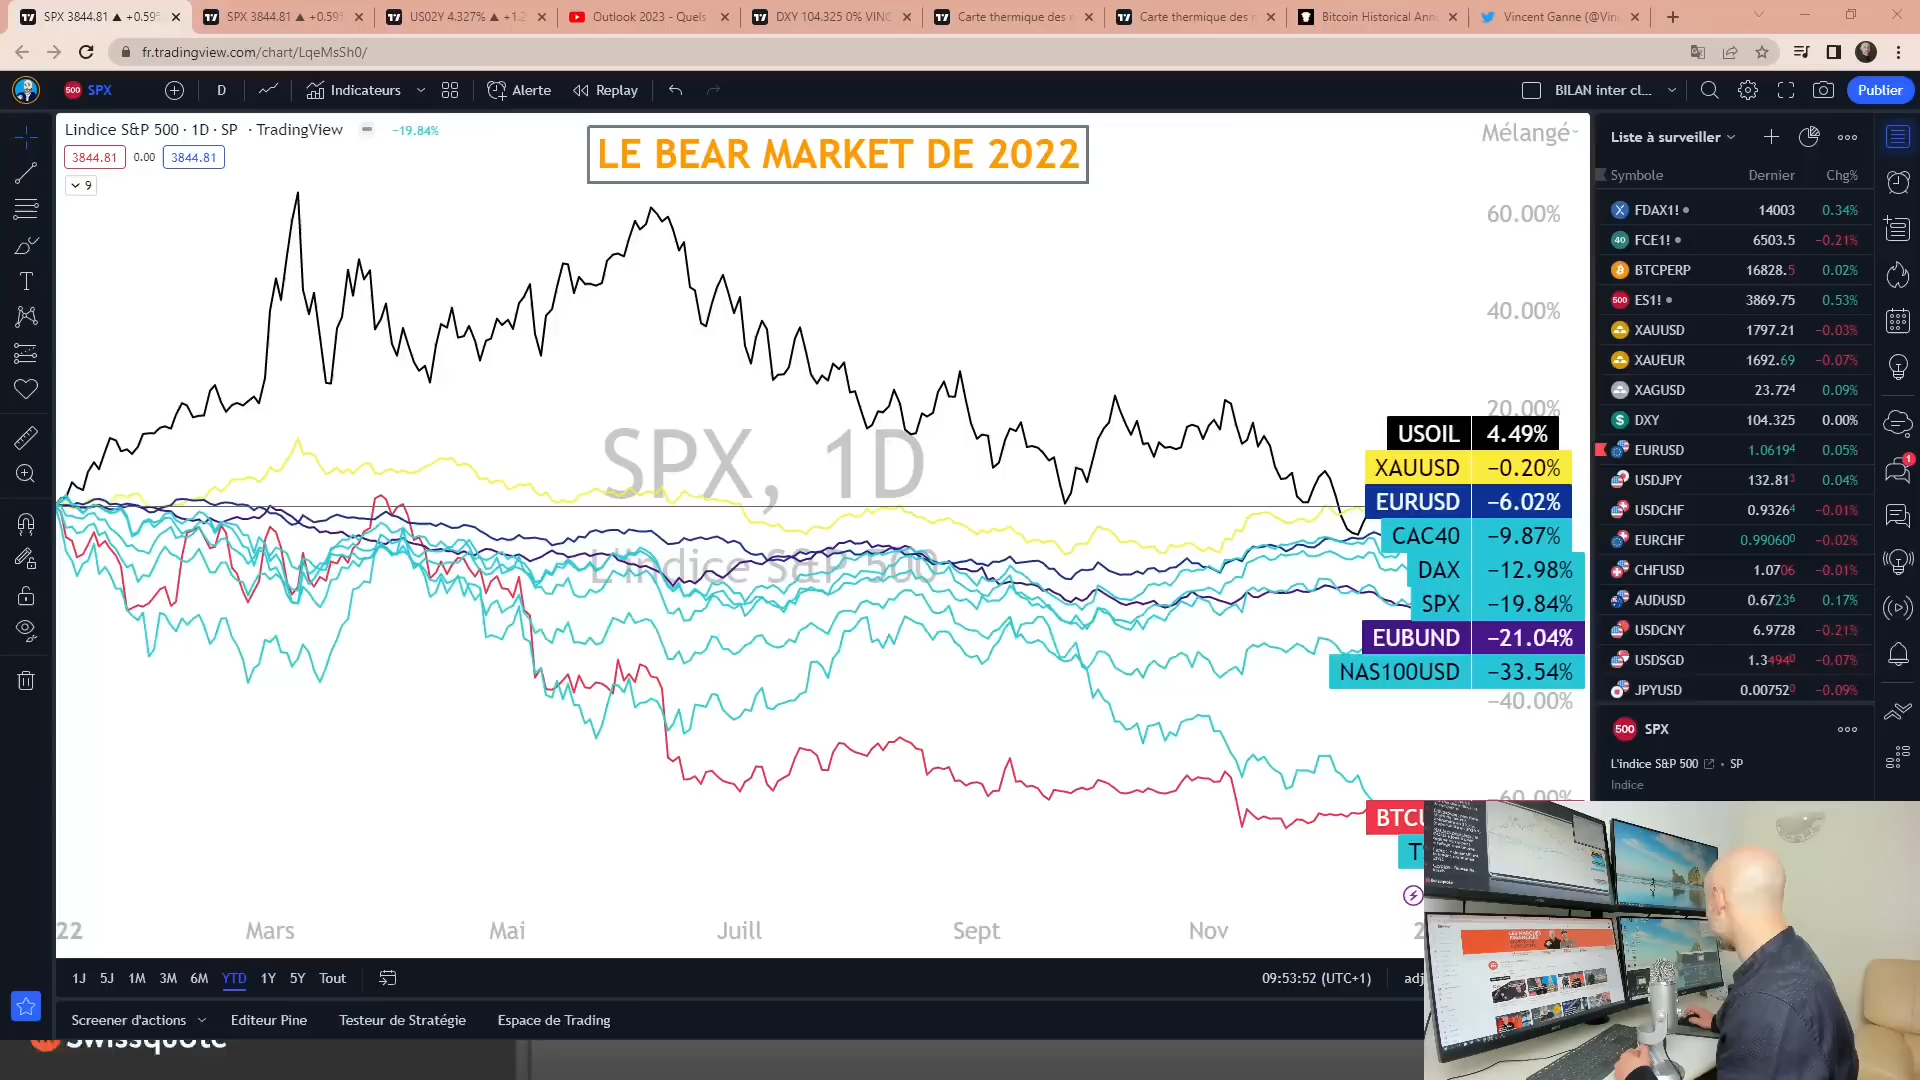 SPX 3844.81 ▲ +0.59
SPX 3844.81 ▲ +0.59
US02Y 4.327% ▲ +1.2
Outlook 2023 - Quels
DXY 104.325 0% VINC
Carte thermique des
Carte thermique des
Bitcoin Historical Ann
Vincent Ganne (@Vin
fr.tradingview.com/chart/LqeMsSh0/
500 SPX
D
Indicateurs
Alerte
Replay
BILAN inter cl...
Publier
Lindice S&P 500 · 1D · SP · TradingView
−19.84%
3844.81 0.00 3844.81
9
LE BEAR MARKET DE 2022
Mélangé
60.00%
40.00%
20.00%
−40.00%
60.00%
SPX, 1D
L'indice S&P 500
USOIL 4.49%
XAUUSD −0.20%
EURUSD −6.02%
CAC40 −9.87%
DAX −12.98%
SPX −19.84%
EUBUND −21.04%
NAS100USD −33.54%
BTCU
22 Mars Mai Juill Sept Nov 2
1J 5J 1M 3M 6M YTD 1Y 5Y Tout
09:53:52 (UTC+1)
adj
Screener d'actions Editeur Pine Testeur de Stratégie Espace de Trading
Swissquote
Liste à surveiller
Symbole Dernier Chg%
FDAX1! 14003 0.34%
40 FCE1! 6503.5 −0.21%
BTCPERP 16828.5 0.02%
500 ES1! 3869.75 0.53%
XAUUSD 1797.21 −0.03%
XAUEUR 1692.69 −0.07%
XAGUSD 23.724 0.09%
DXY 104.325 0.00%
EURUSD 1.06194 0.05%
USDJPY 132.813 0.04%
USDCHF 0.93264 −0.01%
EURCHF 0.990600 −0.02%
CHFUSD 1.0706 −0.01%
AUDUSD 0.67236 0.17%
USDCNY 6.9728 −0.21%
USDSGD 1.34940 −0.07%
JPYUSD 0.007520 −0.09%
1
500 SPX
L'indice S&P 500 • SP
Indice